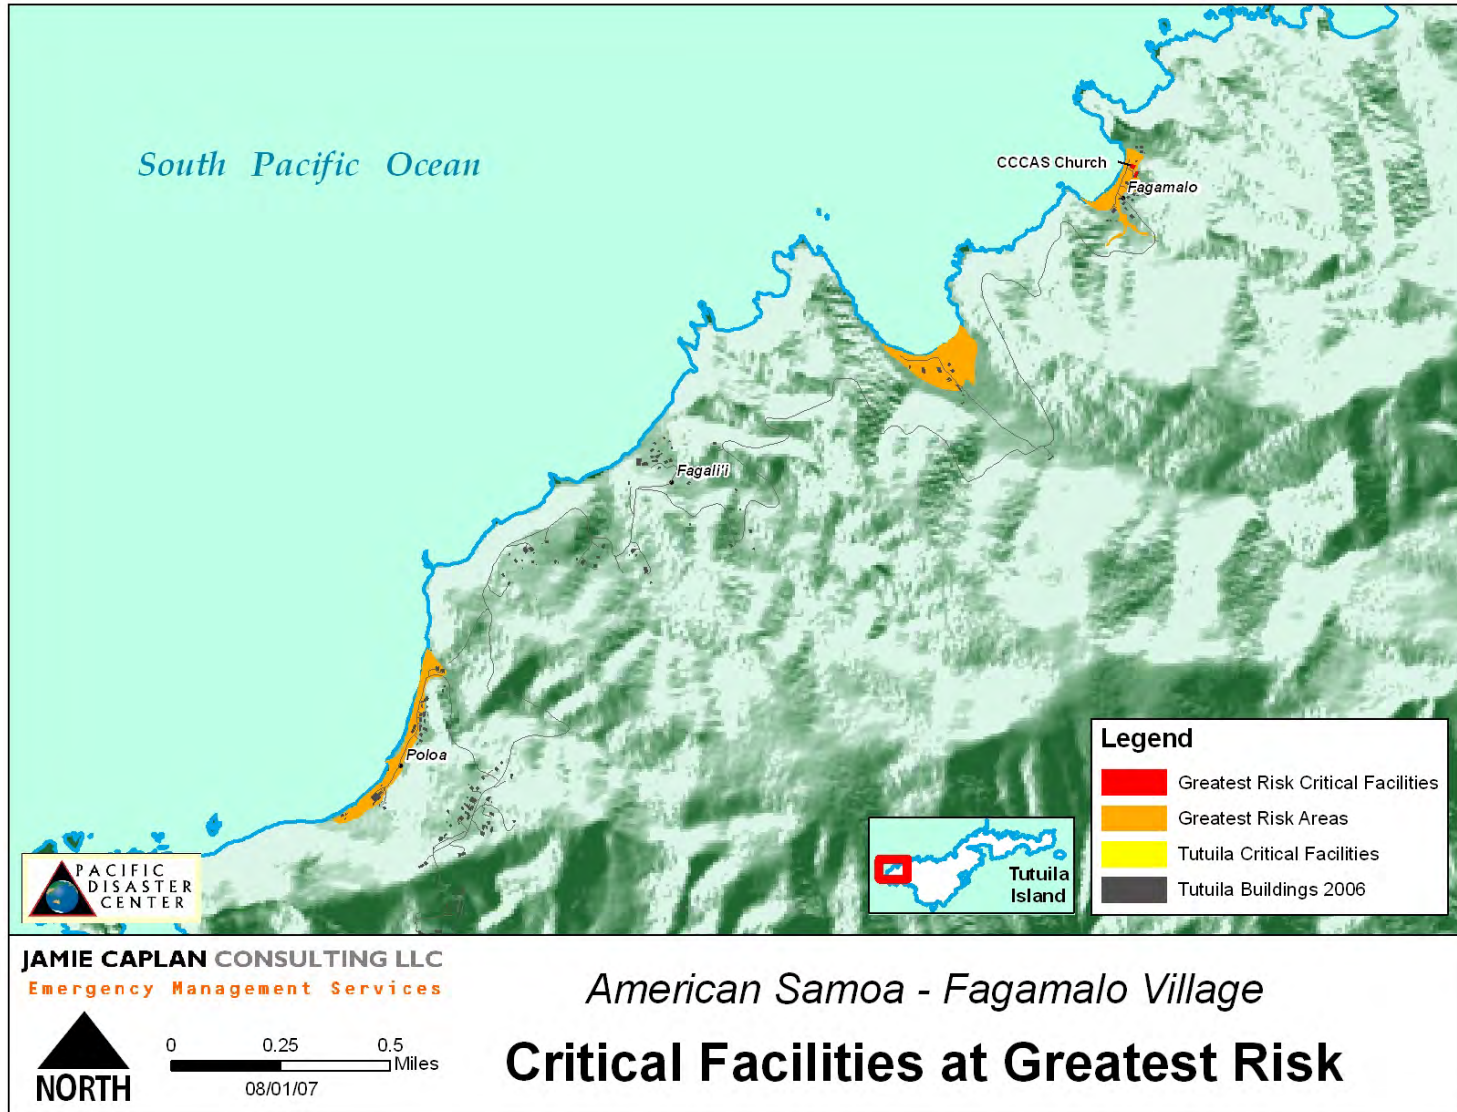 South Pacific Ocean
CCCAS Church
Fagamalo
Fagali'i
Poloa
Legend
Greatest Risk Critical Facilities
Greatest Risk Areas
Tutuila Critical Facilities
Tutuila Buildings 2006
Tutuila
Island
PACIFIC
DISASTER
CENTER
JAMIE CAPLAN CONSULTING LLC
Emergency Management Services
NORTH
0 0.25 0.5
Miles
08/01/07
American Samoa - Fagamalo Village
Critical Facilities at Greatest Risk